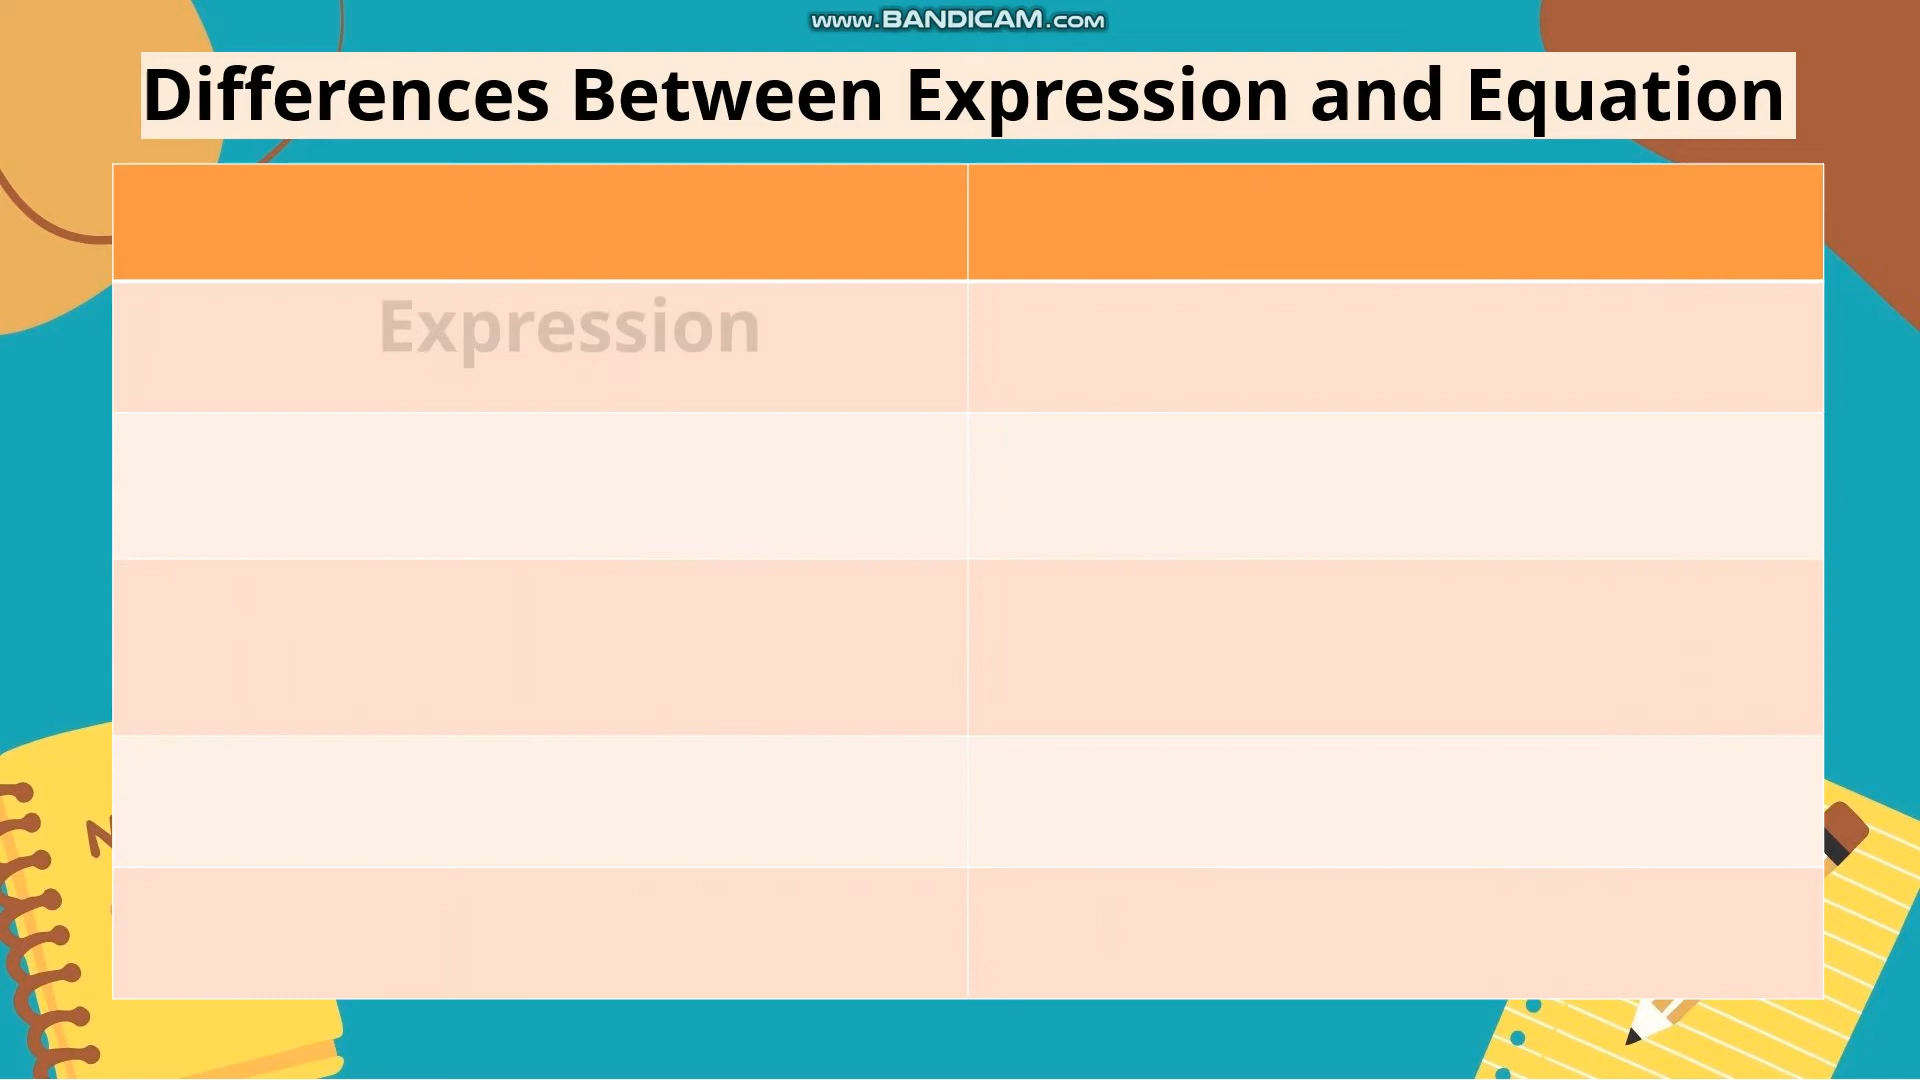 www.BANDICAM.com
Differences Between Expression and Equation
Expression